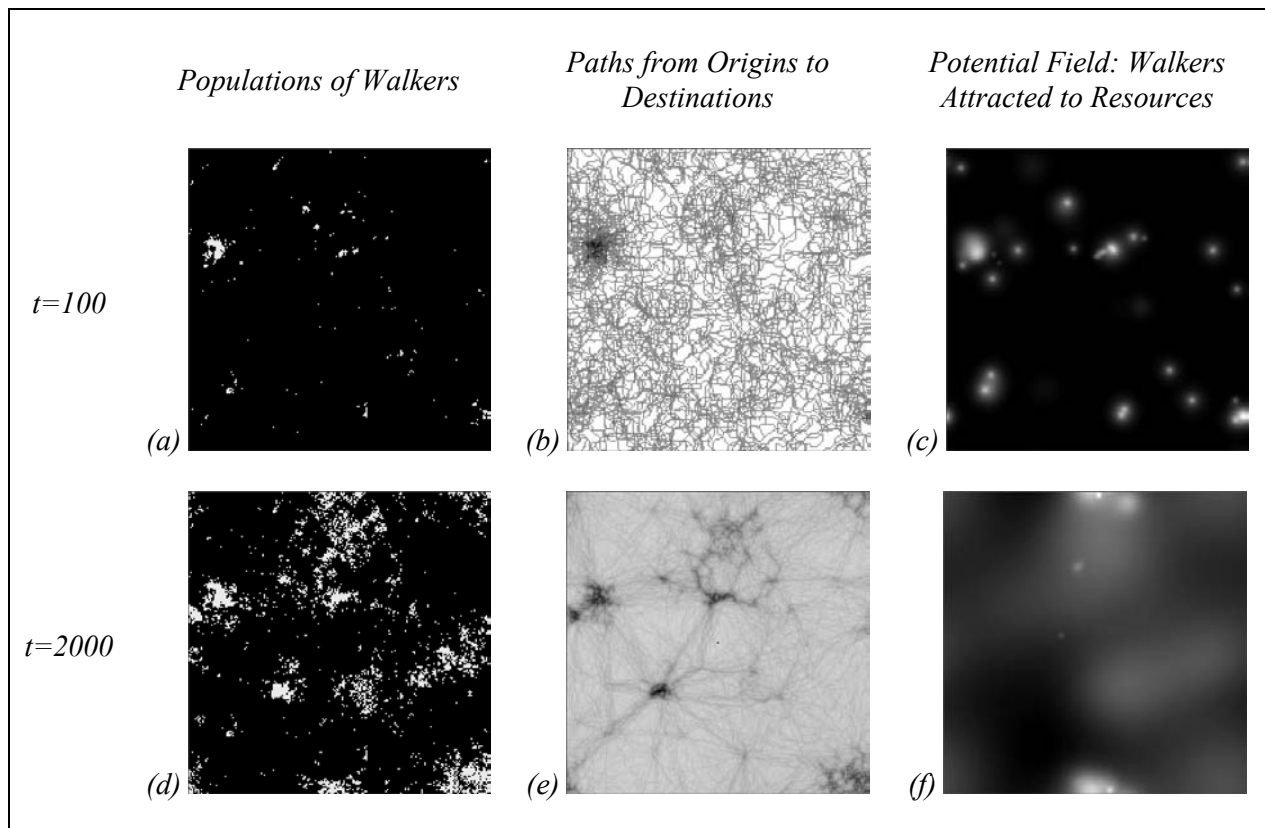 Populations of Walkers
Paths from Origins to
Destinations
Potential Field: Walkers
Attracted to Resources
t=100
(a)
(b)
(c)
t=2000
(d)
(e)
(f)